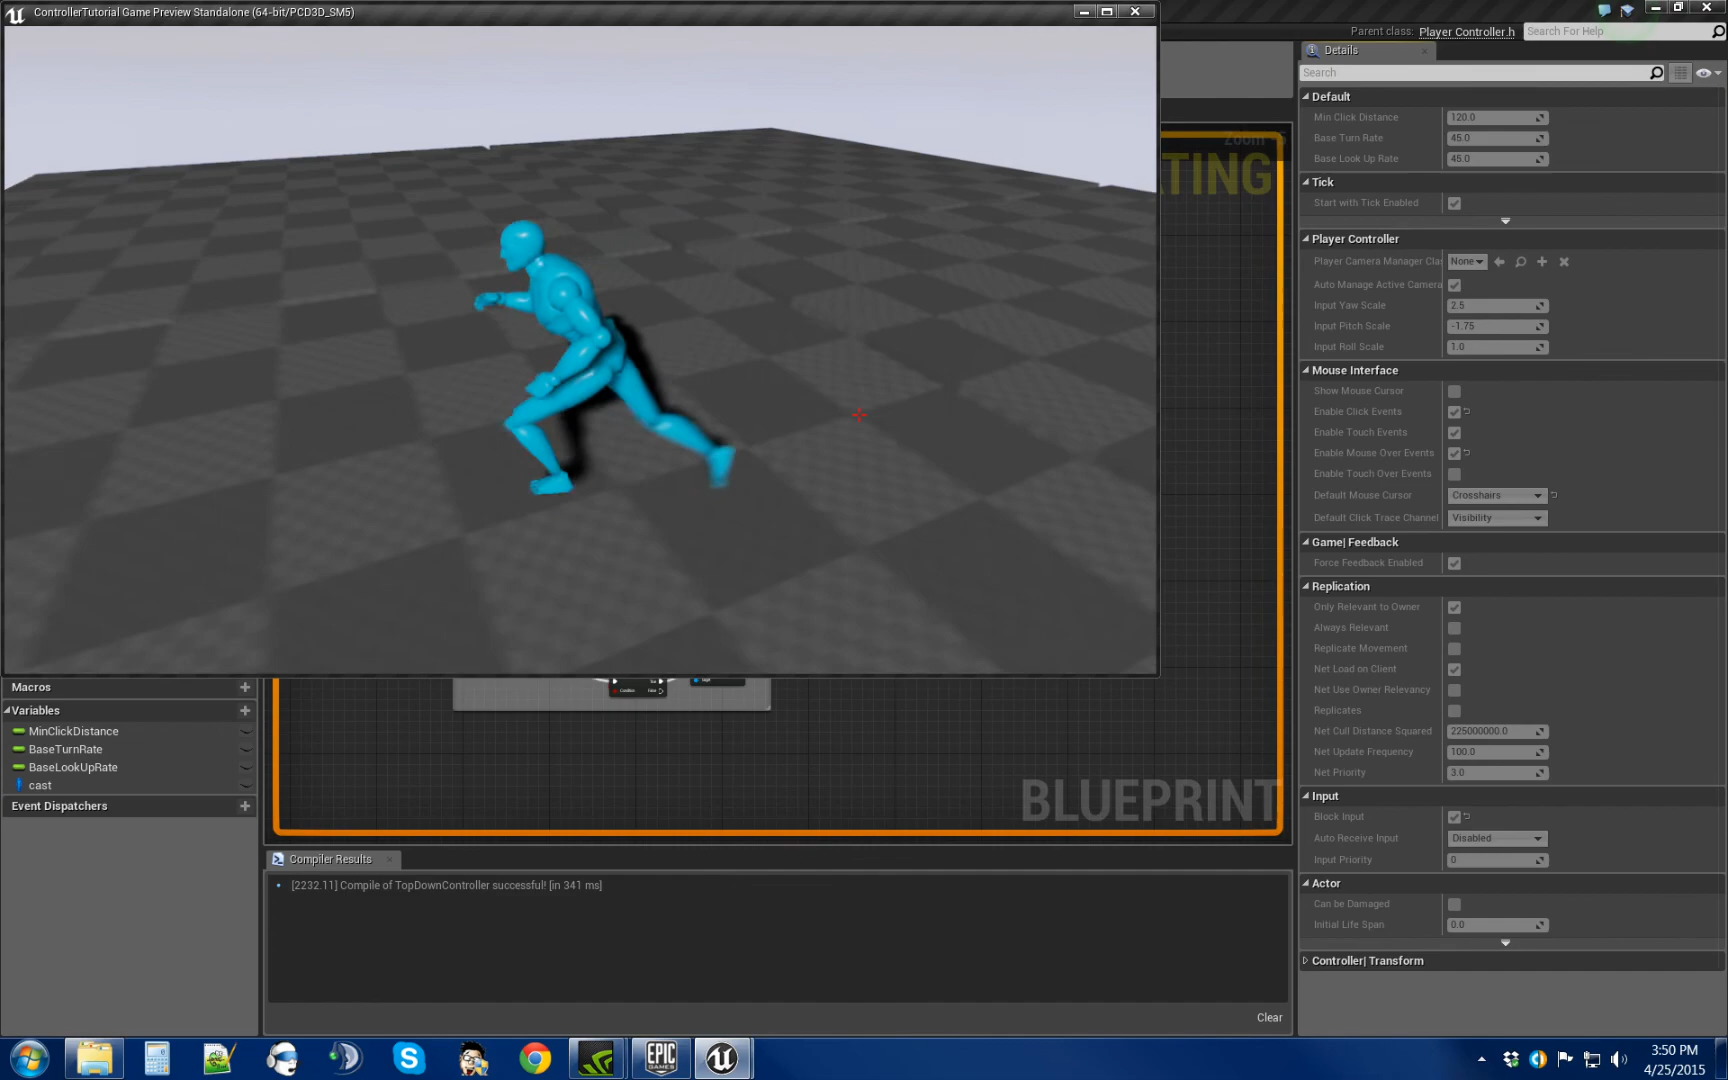 ControllerTutorial Game Preview Standalone (64-bit/PCD3D_SM5)
Parent class: Player Controller.h
Search For Help
Details
Search
Default
Min Click Distance 120.0
Base Turn Rate 45.0
Base Look Up Rate 45.0
Tick
Start with Tick Enabled
Player Controller
Player Camera Manager Clas None
Auto Manage Active Camera
Input Yaw Scale 2.5
Input Pitch Scale -1.75
Input Roll Scale 1.0
Mouse Interface
Show Mouse Cursor
Enable Click Events
Enable Touch Events
Enable Mouse Over Events
Enable Touch Over Events
Default Mouse Cursor Crosshairs
Default Click Trace Channel Visibility
Game| Feedback
Force Feedback Enabled
Replication
Only Relevant to Owner
Always Relevant
Replicate Movement
Net Load on Client
Net Use Owner Relevancy
Replicates
Net Cull Distance Squared 225000000.0
Net Update Frequency 100.0
Net Priority 3.0
Input
Block Input
Auto Receive Input Disabled
Input Priority 0
Actor
Can be Damaged
Initial Life Span 0.0
Controller| Transform
Zoom -5
TING
Macros
Variables
MinClickDistance
BaseTurnRate
BaseLookUpRate
cast
Event Dispatchers
BLUEPRINT
Compiler Results
[2232.11] Compile of TopDownController successful! [in 341 ms]
Clear
EPIC
GAMES
3:50 PM
4/25/2015